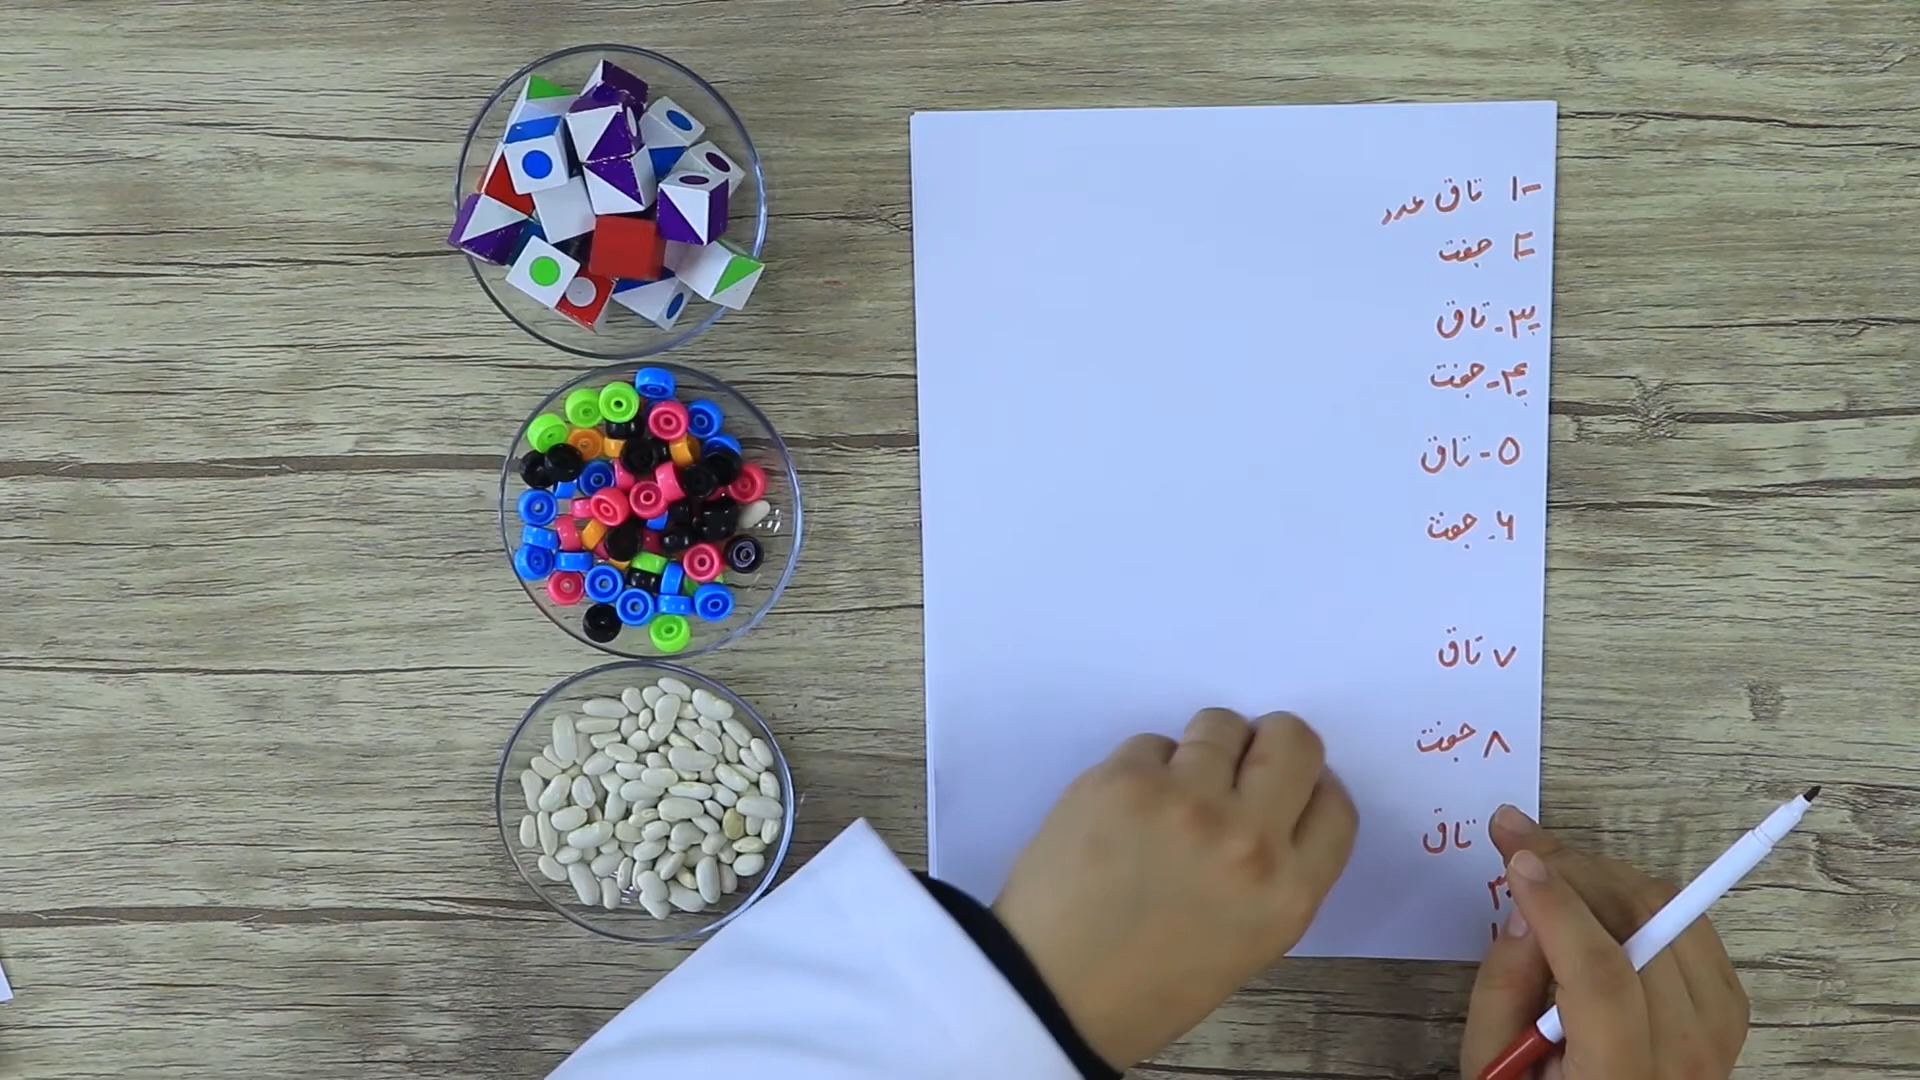 ۱- تاق عدد
۲- جفت
۳- تاق
۴- جفت
۵- تاق
۶- جفت
۷ تاق
۸ جفت
تاق